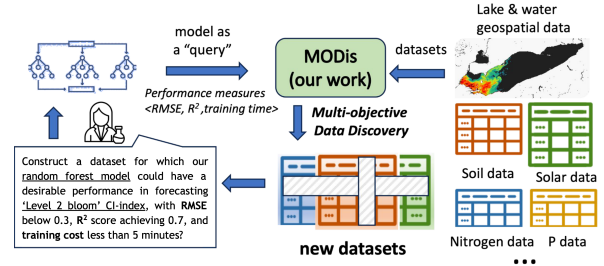 model as
a "query"
Performance measures
<RMSE, R², training time>
MODis
(our work)
datasets
Lake & water
geospatial data
Multi-objective
Data Discovery
Soil data
Solar data
Nitrogen data
P data
...
new datasets
Construct a dataset for which our
random forest model could have a
desirable performance in forecasting
'Level 2 bloom' CI-index, with RMSE
below 0.3, R² score achieving 0.7, and
training cost less than 5 minutes?